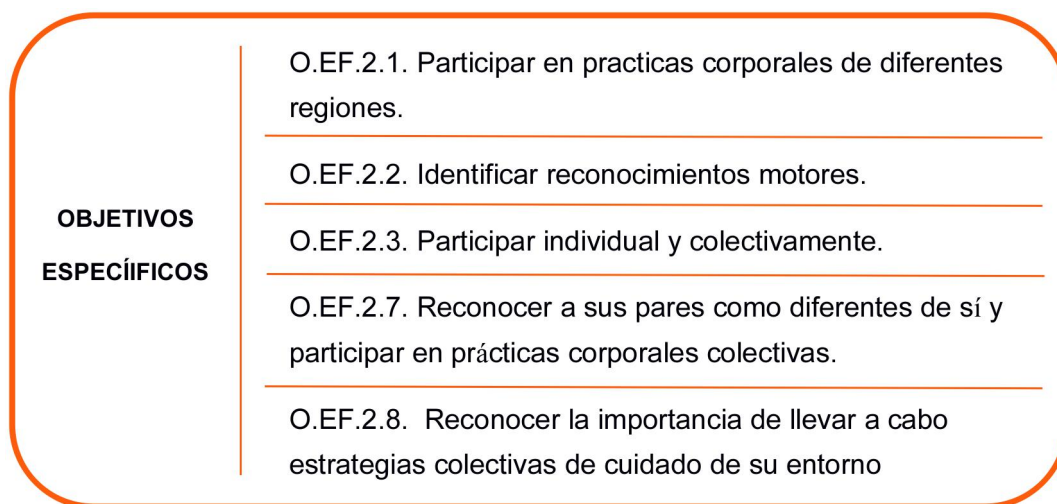 OBJETIVOS
ESPECÍIFICOS
O.EF.2.1. Participar en practicas corporales de diferentes
regiones.
O.EF.2.2. Identificar reconocimientos motores.
O.EF.2.3. Participar individual y colectivamente.
O.EF.2.7. Reconocer a sus pares como diferentes de sí y
participar en prácticas corporales colectivas.
O.EF.2.8. Reconocer la importancia de llevar a cabo
estrategias colectivas de cuidado de su entorno